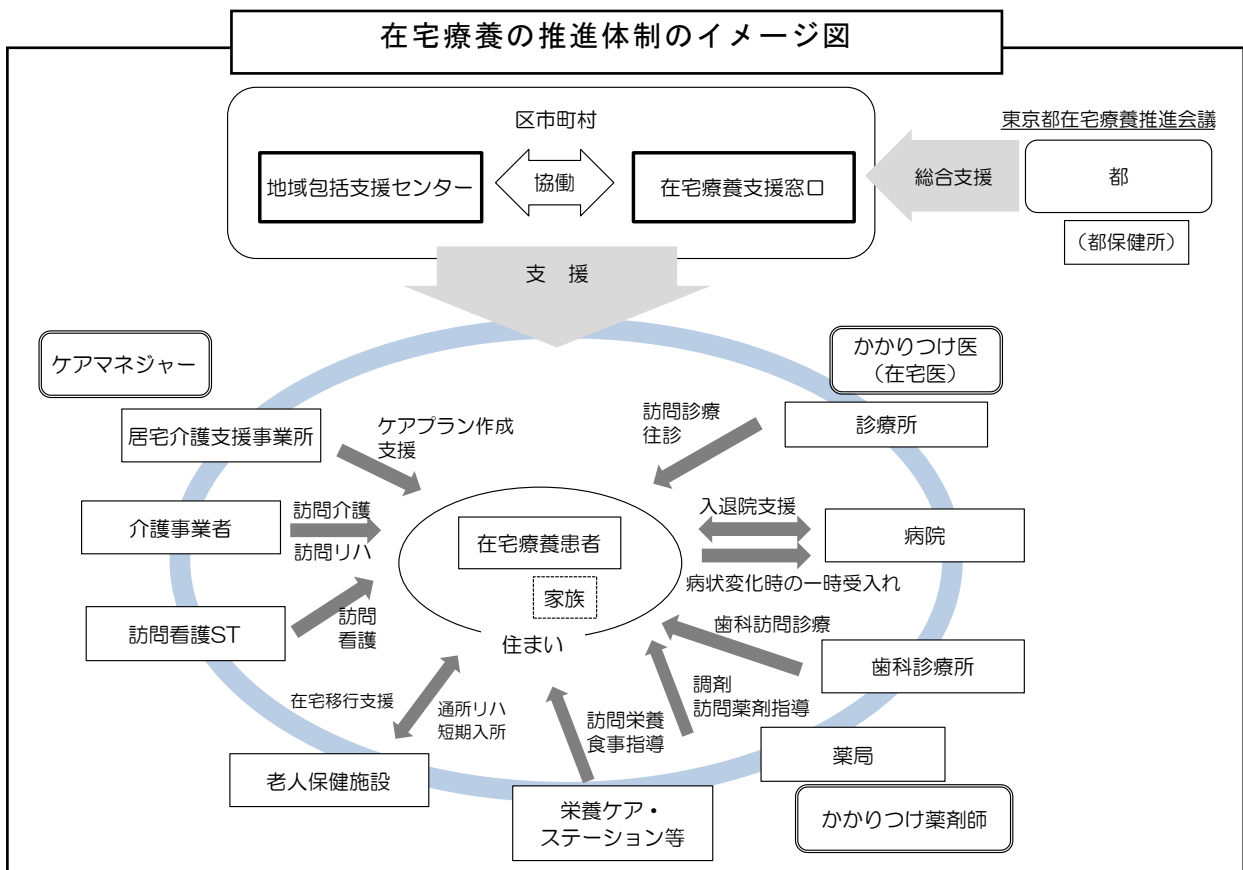 在宅療養の推進体制のイメージ図
区市町村
地域包括支援センター
協働
在宅療養支援窓口
東京都在宅療養推進会議
総合支援
都
（都保健所）
支　援
ケアマネジャー
居宅介護支援事業所
ケアプラン作成
支援
かかりつけ医
（在宅医）
診療所
訪問診療
往診
介護事業者
訪問介護
訪問リハ
在宅療養患者
家族
住まい
入退院支援
病院
病状変化時の一時受入れ
訪問看護ST
訪問
看護
歯科訪問診療
歯科診療所
在宅移行支援
通所リハ
短期入所
老人保健施設
訪問栄養
食事指導
栄養ケア・
ステーション等
調剤
訪問薬剤指導
薬局
かかりつけ薬剤師